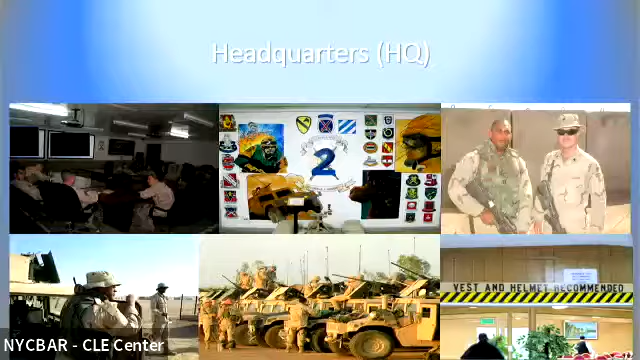 Headquarters (HQ)
2
VEST AND HELMET RECOMMENDED
NYCBAR - CLE Center